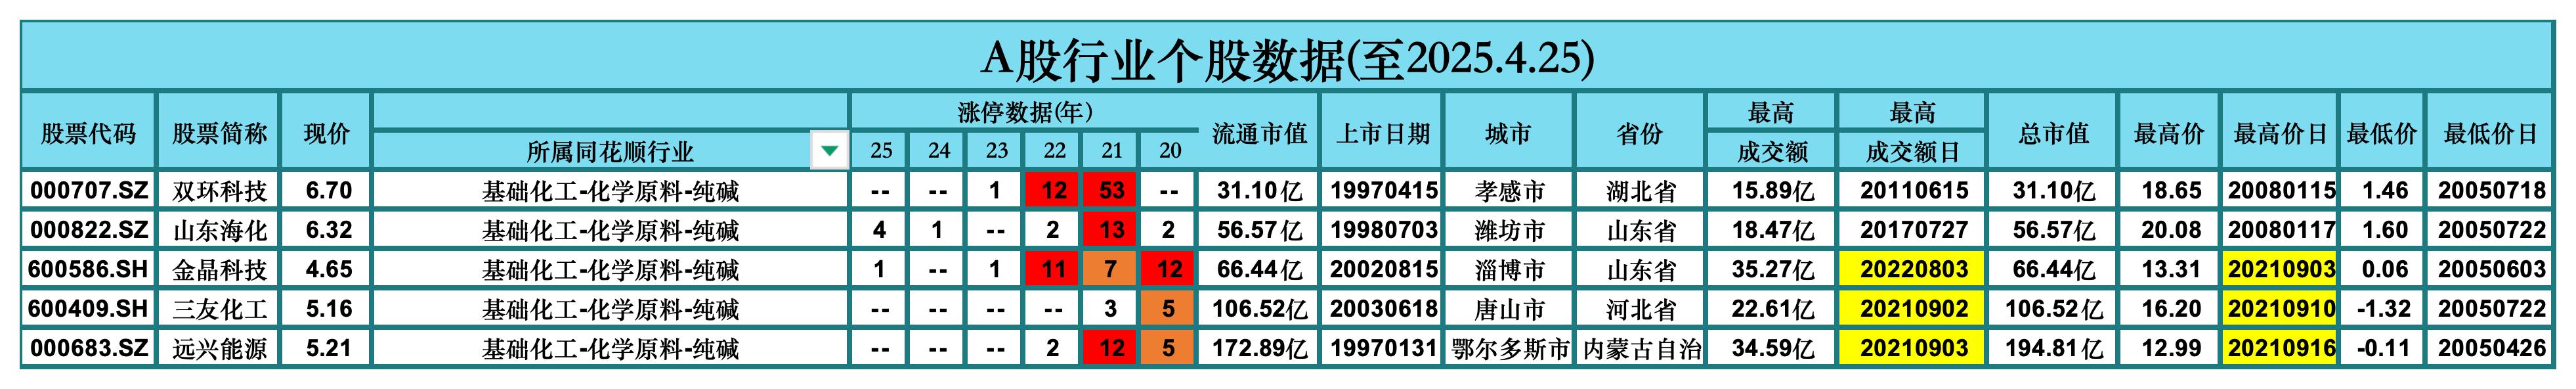 A股行业个股数据(至2025.4.25)
股票代码 股票简称 现价 所属同花顺行业 涨停数据(年) 流通市值 上市日期 城市 省份 最高成交额 最高成交额日 总市值 最高价 最高价日 最低价 最低价日
25 24 23 22 21 20
000707.SZ 双环科技 6.70 基础化工-化学原料-纯碱 -- -- 1 12 53 -- 31.10亿 19970415 孝感市 湖北省 15.89亿 20110615 31.10亿 18.65 20080115 1.46 20050718
000822.SZ 山东海化 6.32 基础化工-化学原料-纯碱 4 1 -- 2 13 2 56.57亿 19980703 潍坊市 山东省 18.47亿 20170727 56.57亿 20.08 20080117 1.60 20050722
600586.SH 金晶科技 4.65 基础化工-化学原料-纯碱 1 -- 1 11 7 12 66.44亿 20020815 淄博市 山东省 35.27亿 20220803 66.44亿 13.31 20210903 0.06 20050603
600409.SH 三友化工 5.16 基础化工-化学原料-纯碱 -- -- -- -- 3 5 106.52亿 20030618 唐山市 河北省 22.61亿 20210902 106.52亿 16.20 20210910 -1.32 20050722
000683.SZ 远兴能源 5.21 基础化工-化学原料-纯碱 -- -- -- 2 12 5 172.89亿 19970131 鄂尔多斯市 内蒙古自治 34.59亿 20210903 194.81亿 12.99 20210916 -0.11 20050426